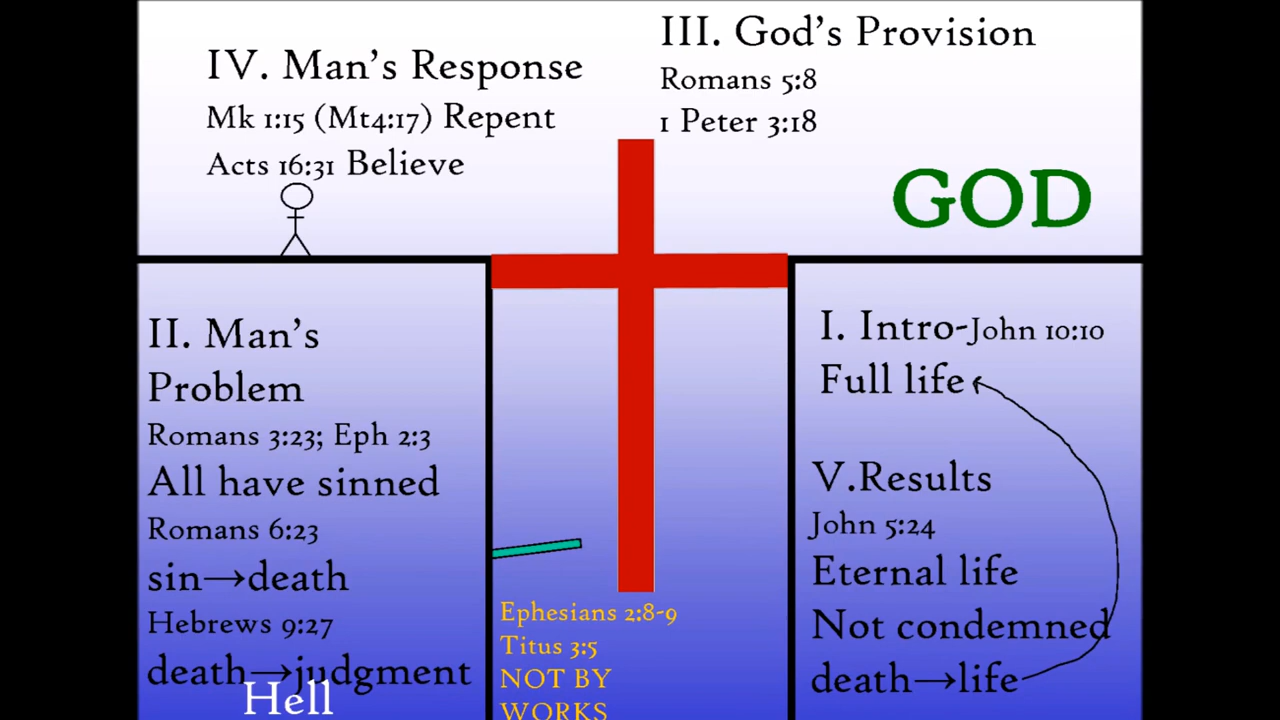 IV. Man's Response
Mk 1:15 (Mt4:17) Repent
Acts 16:31 Believe
III. God's Provision
Romans 5:8
1 Peter 3:18
GOD
II. Man's
Problem
Romans 3:23; Eph 2:3
All have sinned
Romans 6:23
sin→death
Hebrews 9:27
death→judgment
Hell
Ephesians 2:8-9
Titus 3:5
NOT BY
WORKS
I. Intro-John 10:10
Full life
V.Results
John 5:24
Eternal life
Not condemned
death→life